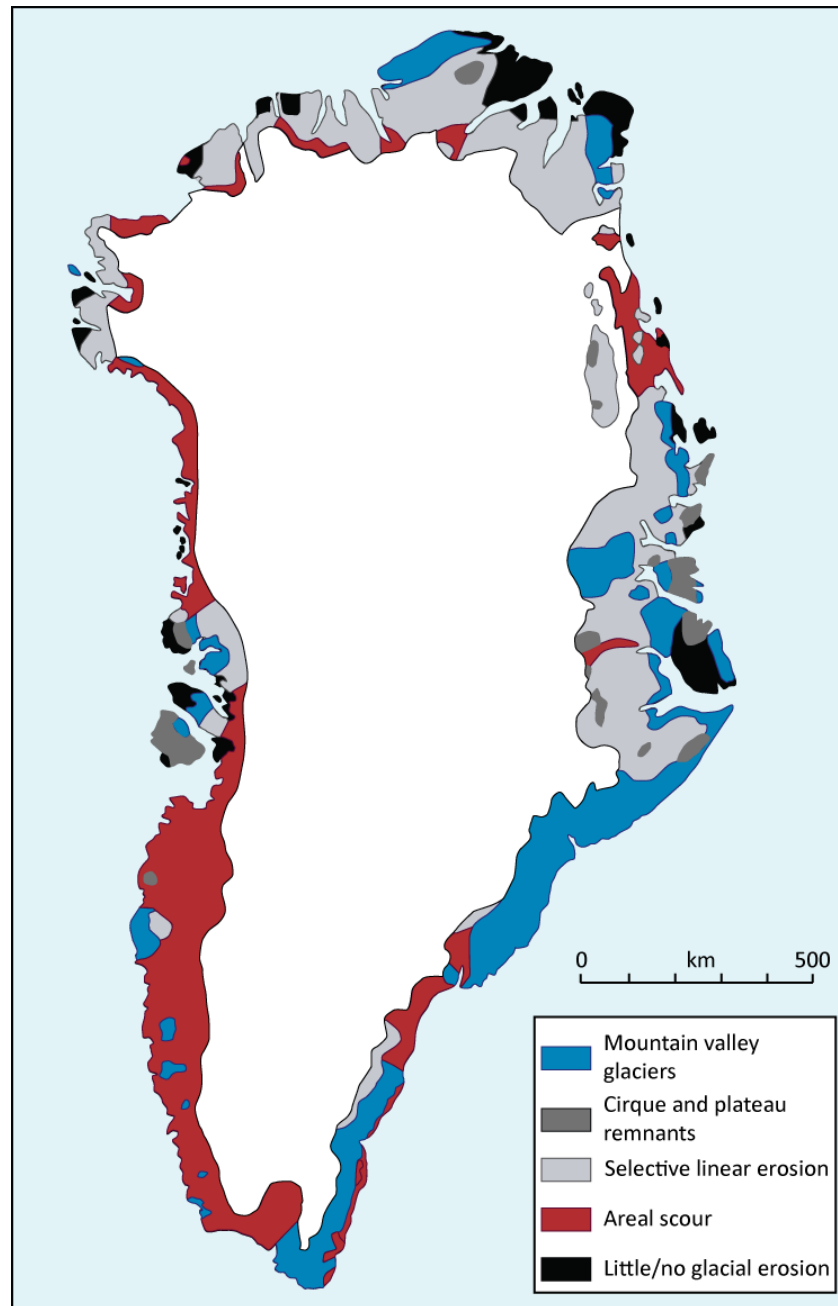 0 km 500
Mountain valley
glaciers
Cirque and plateau
remnants
Selective linear erosion
Areal scour
Little/no glacial erosion